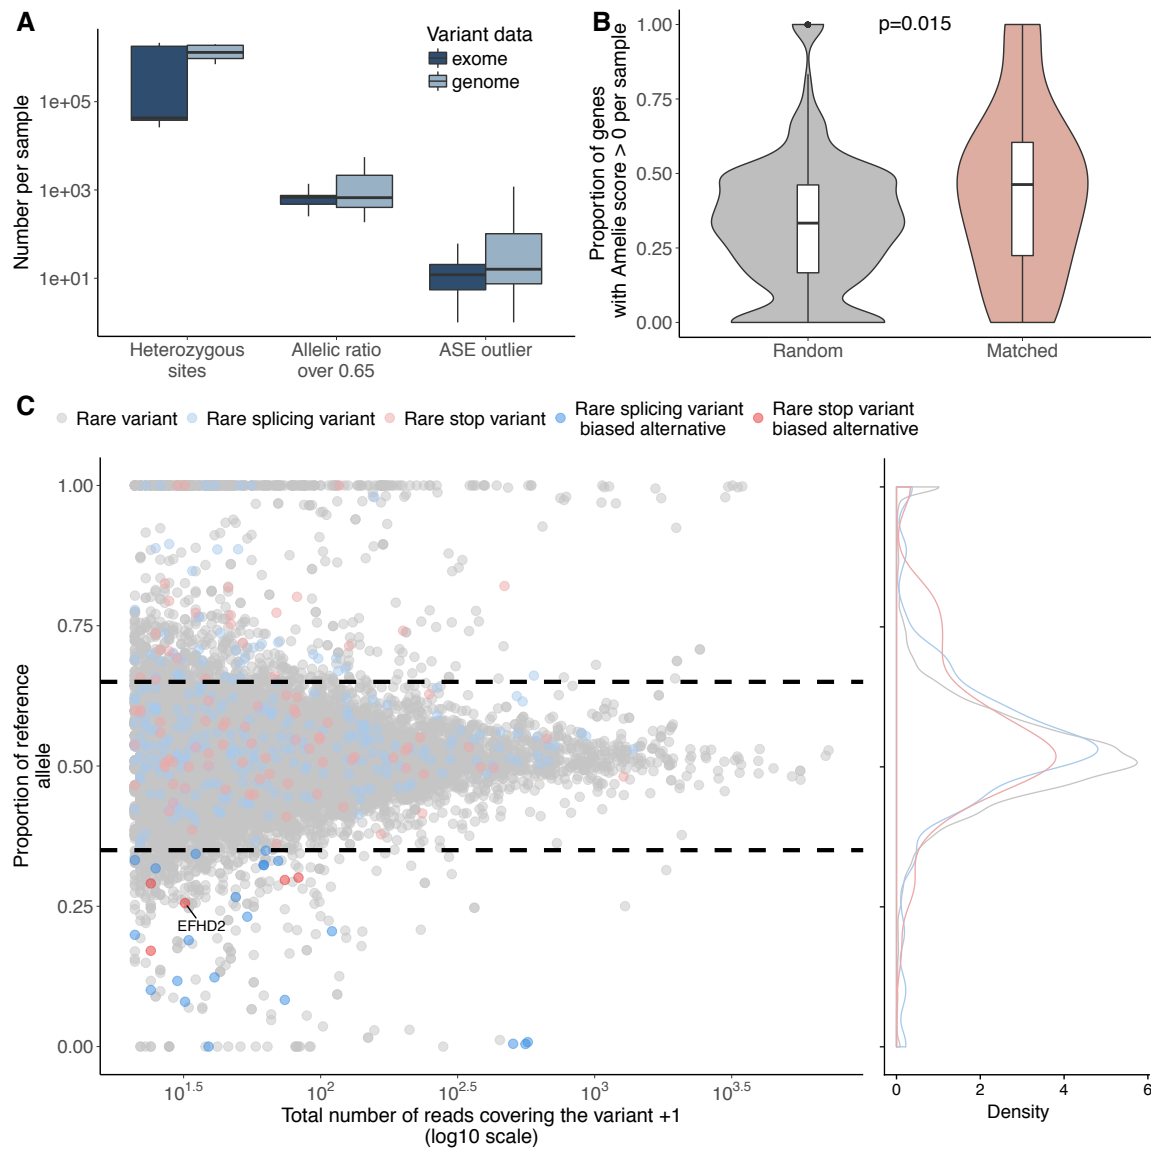 A
Number per sample
1e+05
1e+03
1e+01
Variant data
exome
genome
Heterozygous
sites
Allelic ratio
over 0.65
ASE outlier
B
Proportion of genes
with Amelie score > 0 per sample
1.00
0.75
0.50
0.25
0.00
p=0.015
Random
Matched
C
Rare variant
Rare splicing variant
Rare stop variant
Rare splicing variant
biased alternative
Rare stop variant
biased alternative
Proportion of reference
allele
1.00
0.75
0.50
0.25
0.00
EFHD2
10^1.5
10^2
10^2.5
10^3
10^3.5
Total number of reads covering the variant +1
(log10 scale)
0
2
4
6
Density